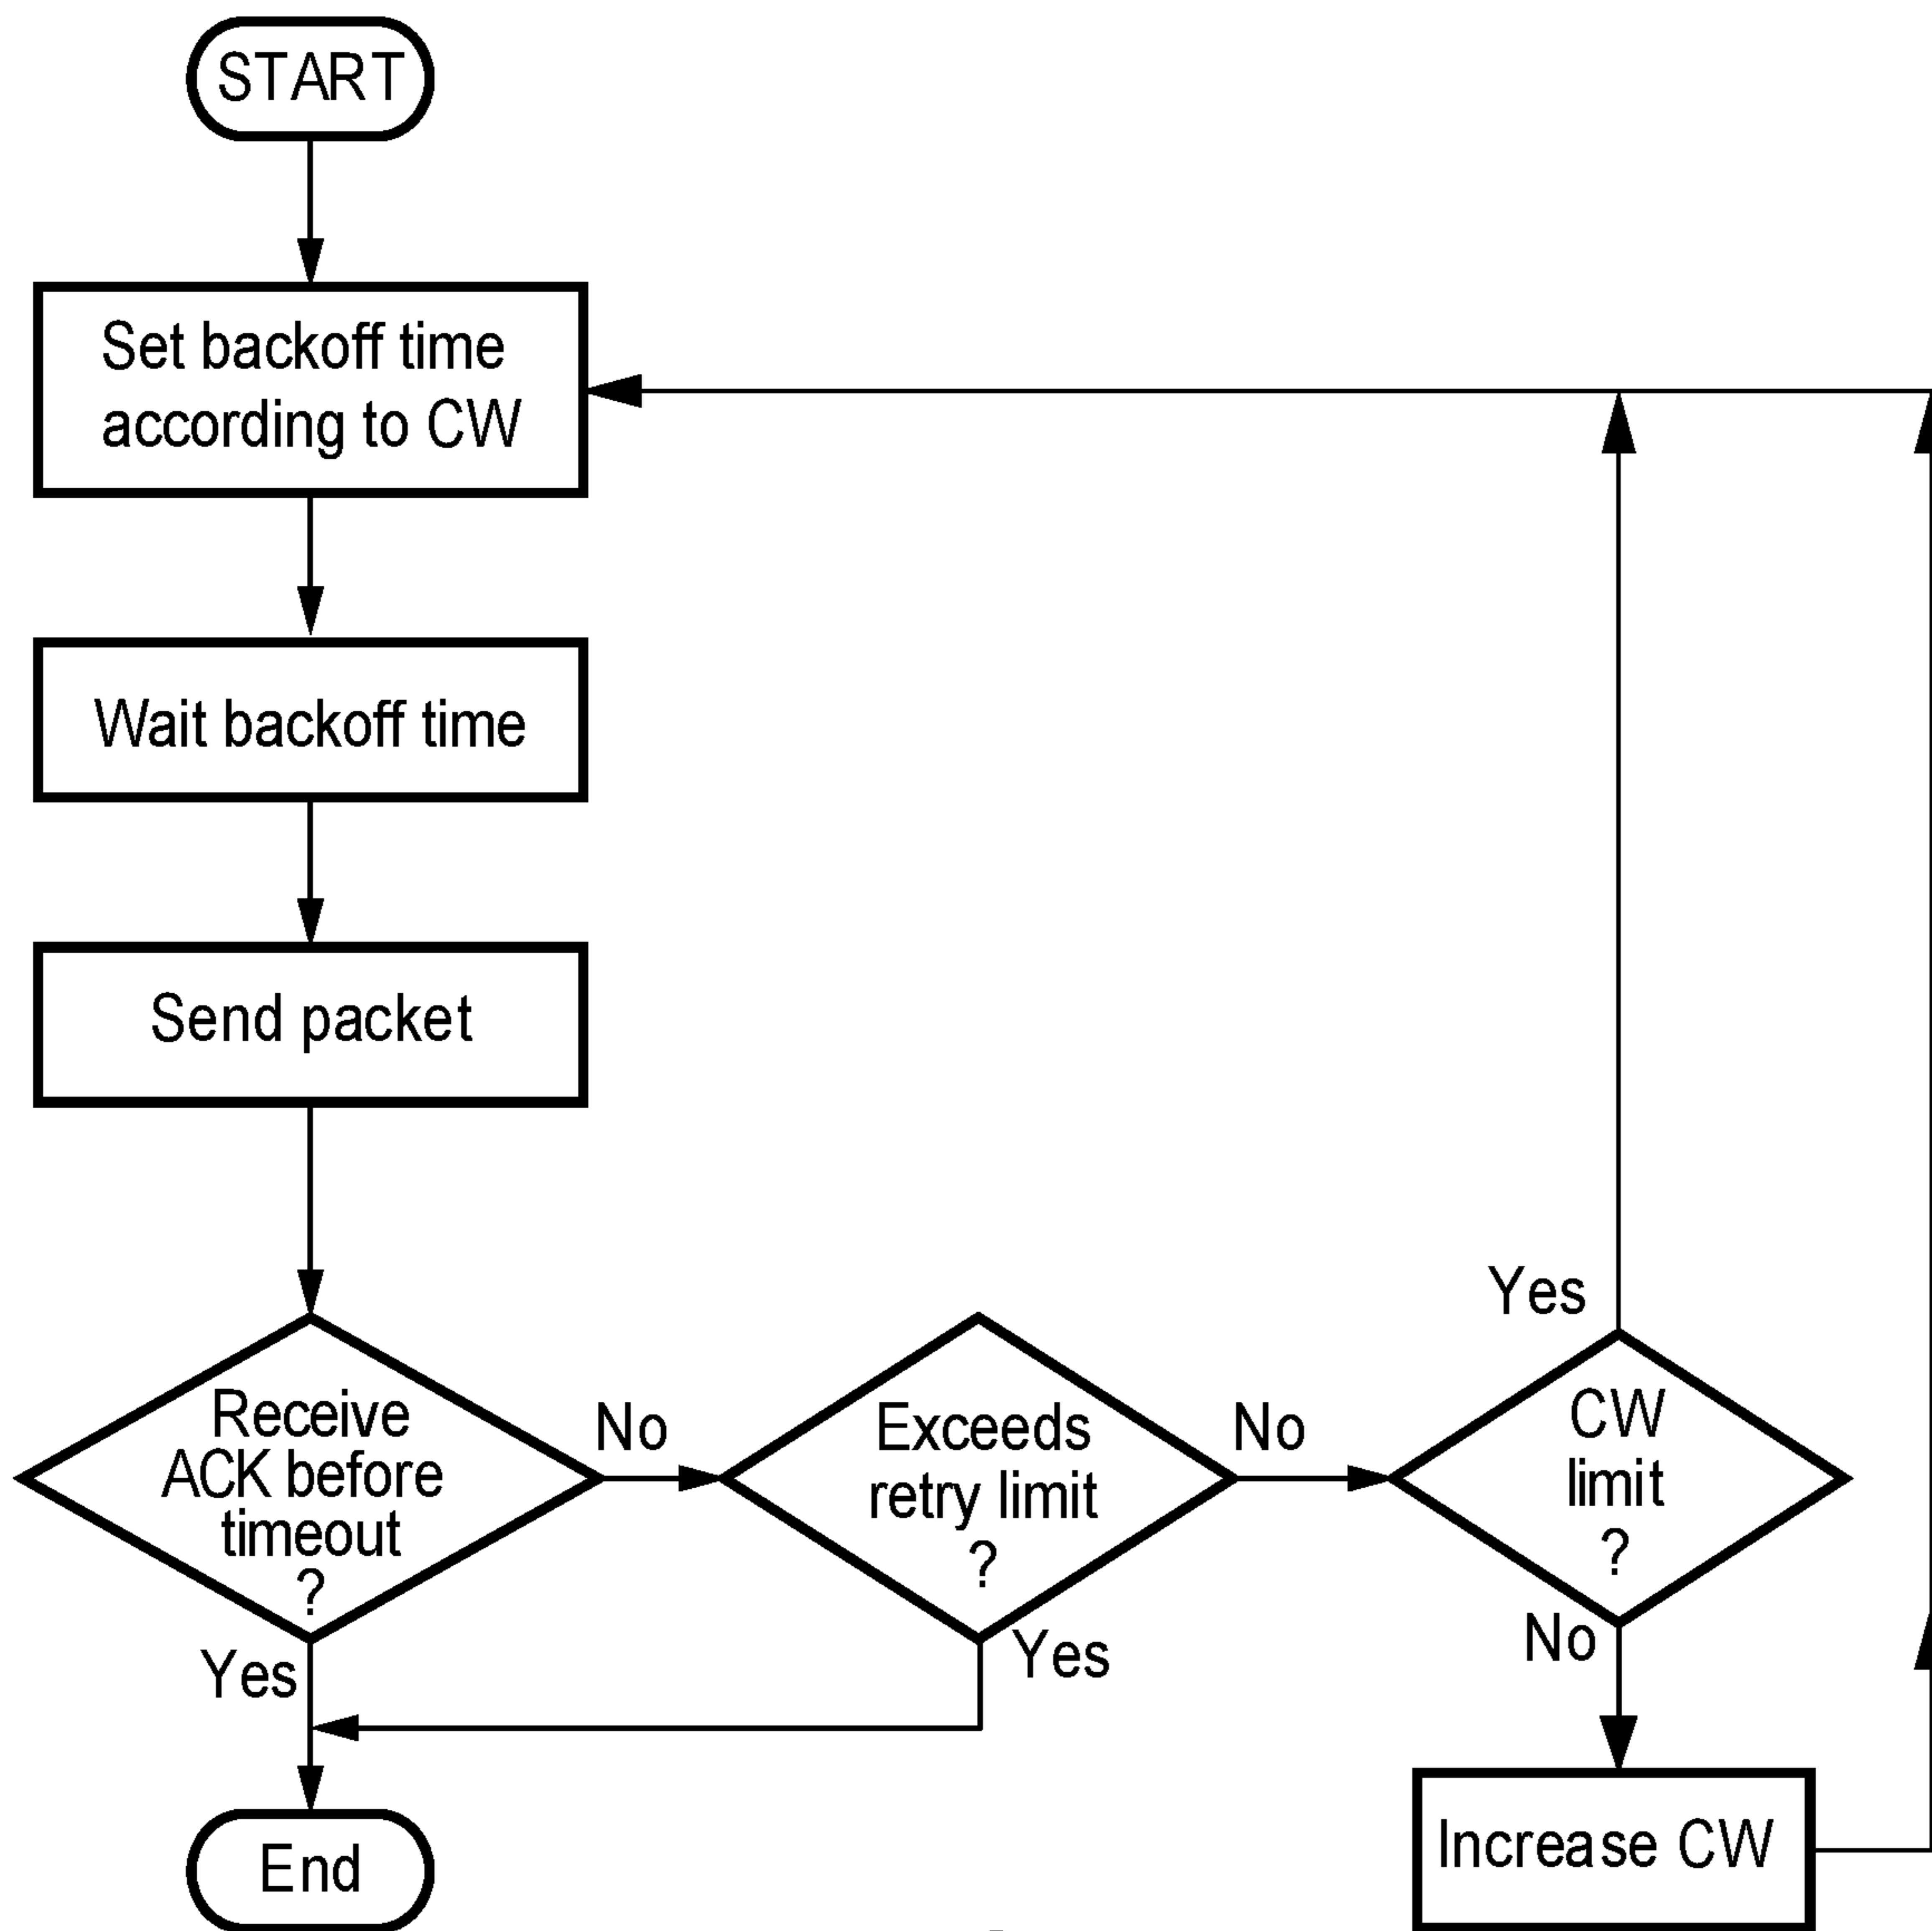 START
Set backoff time
according to CW
Wait backoff time
Send packet
Receive
ACK before
timeout
?
No
Exceeds
retry limit
?
No
CW
limit
?
Yes
Yes
Yes
No
Increase CW
End